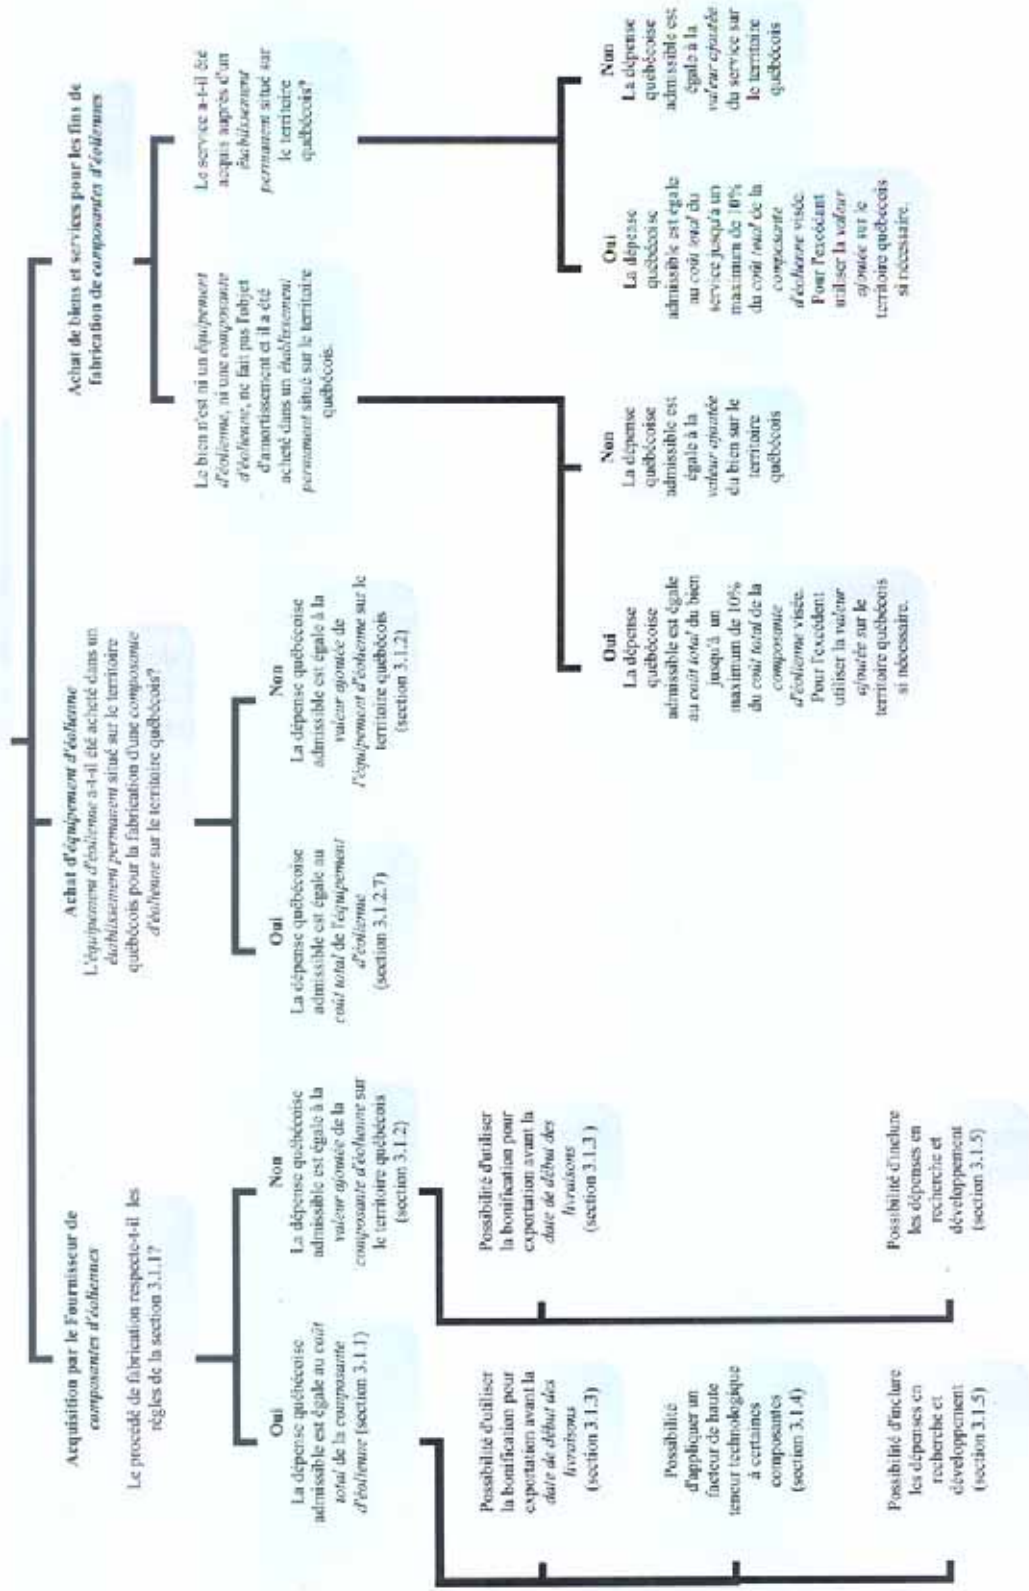 Acquisition par le Fournisseur de
composantes d'éoliennes
Le procédé de fabrication respecte-t-il les
règles de la section 3.1.1?
Oui
La dépense québécoise
admissible est égale au coût
total de la composante
d'éolienne (section 3.1.1)
Possibilité d'utiliser
la bonification pour
exportation avant la
date de début des
livraisons
(section 3.1.3)
Possibilité
d'appliquer un
facteur de haute
teneur technologique
à certaines
composantes
(section 3.1.4)
Possibilité d'inclure
les dépenses en
recherche et
développement
(section 3.1.5)
Non
La dépense québécoise
admissible est égale à la
valeur ajoutée de la
composante d'éolienne sur
le territoire québécois
(section 3.1.2)
Possibilité d'utiliser
la bonification pour
exportation avant la
date de début des
livraisons
(section 3.1.3 )
Possibilité d'inclure
les dépenses en
recherche et
développement
(section 3.1.5)
Achat d'équipement d'éolienne
L'équipement d'éolienne a-t-il été acheté dans un
établissement permanent situé sur le territoire
québécois pour la fabrication d'une composante
d'éolienne sur le territoire québécois?
Oui
La dépense québécoise
admissible est égale au
coût total de l'équipement
d'éolienne
(section 3.1.2.7)
Non
La dépense québécoise
admissible est égale à la
valeur ajoutée de
l'équipement d'éolienne sur le
territoire québécois
(section 3.1.2)
Achat de biens et services pour les fins de
fabrication de composantes d'éoliennes
Le bien n'est ni un équipement
d'éolienne, ni une composante
d'éolienne, ne fait pas l'objet
d'amortissement et il a été
acheté dans un établissement
permanent situé sur le territoire
québécois.
Oui
La dépense
québécoise
admissible est égale
au coût total du bien
jusqu'à un
maximum de 10%
du coût total de la
composante
d'éolienne visée.
Pour l'excédent
utiliser la valeur
ajoutée sur le
territoire québécois
si nécessaire.
Non
La dépense
québécoise
admissible est
égale à la
valeur ajoutée
du bien sur le
territoire
québécois
Le service a-t-il été
acquis auprès d'un
établissement
permanent situé sur
le territoire
québécois?
Oui
La dépense
québécoise
admissible est égale
au coût total du
service jusqu'à un
maximum de 10%
du coût total de la
composante
d'éolienne visée.
Pour l'excédant
utiliser la valeur
ajoutée sur le
territoire québécois
si nécessaire.
Non
La dépense
québécoise
admissible est
égale à la
valeur ajoutée
du service sur
le territoire
québécois